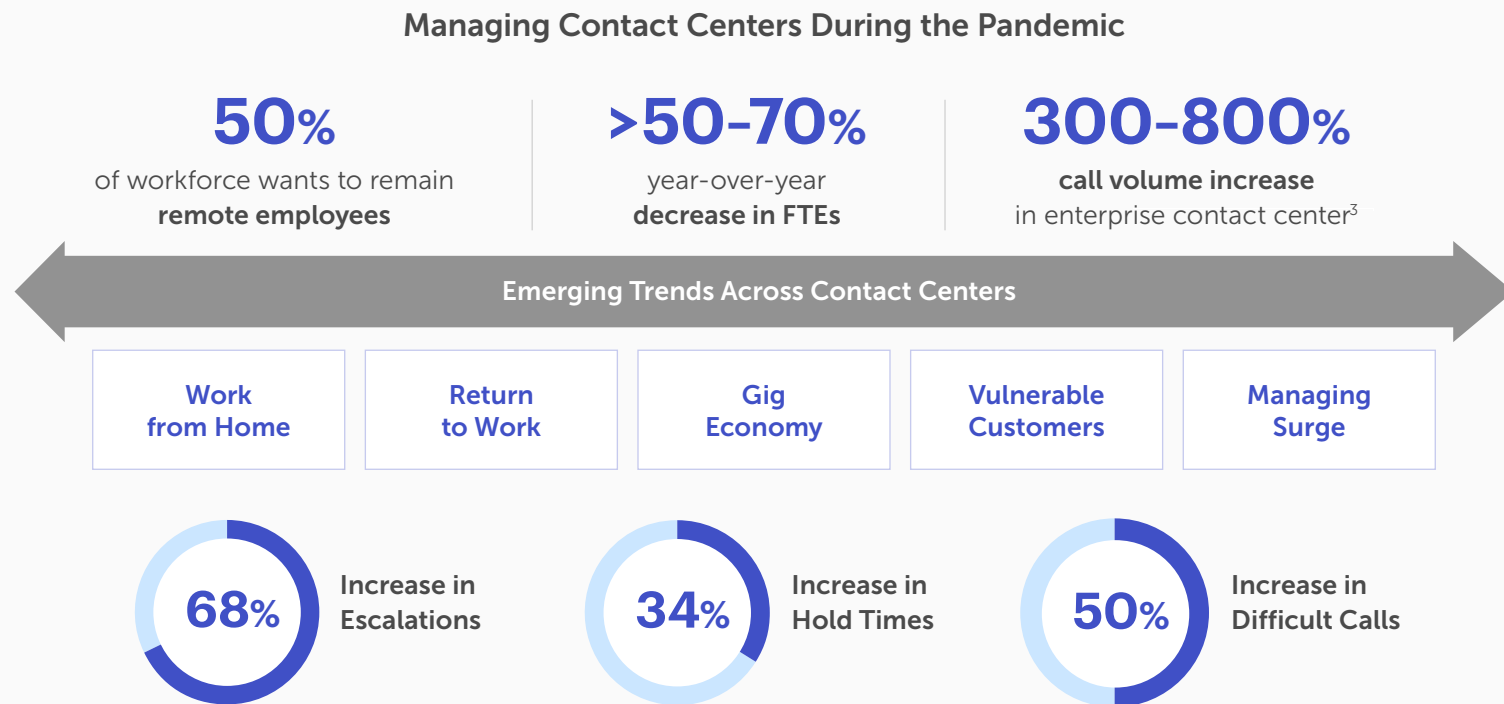 Managing Contact Centers During the Pandemic
50%
of workforce wants to remain
remote employees
>50-70%
year-over-year
decrease in FTEs
300-800%
call volume increase
in enterprise contact center³
Emerging Trends Across Contact Centers
Work
from Home
Return
to Work
Gig
Economy
Vulnerable
Customers
Managing
Surge
68%
Increase in
Escalations
34%
Increase in
Hold Times
50%
Increase in
Difficult Calls